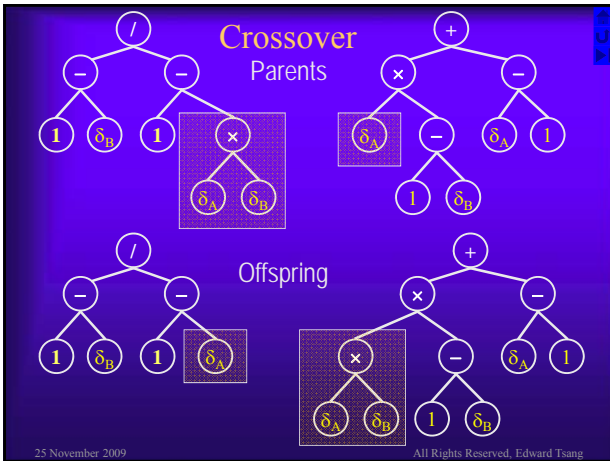 Crossover
Parents
/
+
− −
× −
1 δB 1 ×
δA − δA 1
δA δB
1 δB
Offspring
/
+
− −
× −
1 δB 1 δA
× − δA 1
δA δB 1 δB
25 November 2009
All Rights Reserved, Edward Tsang